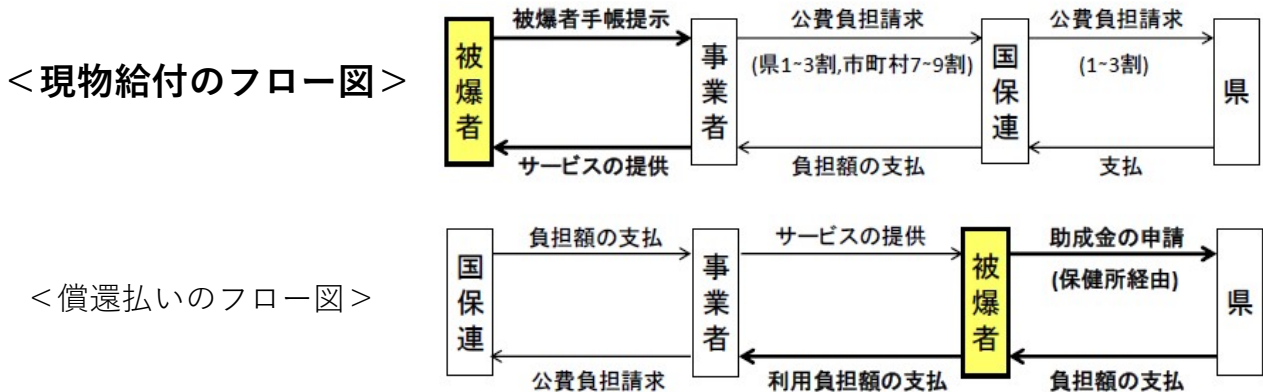 ＜現物給付のフロー図＞
被爆者
被爆者手帳提示
サービスの提供
事業者
公費負担請求
(県1~3割,市町村7~9割)
負担額の支払
国保連
公費負担請求
(1~3割)
支払
県
＜償還払いのフロー図＞
国保連
負担額の支払
公費負担請求
事業者
サービスの提供
利用負担額の支払
被爆者
助成金の申請
(保健所経由)
負担額の支払
県